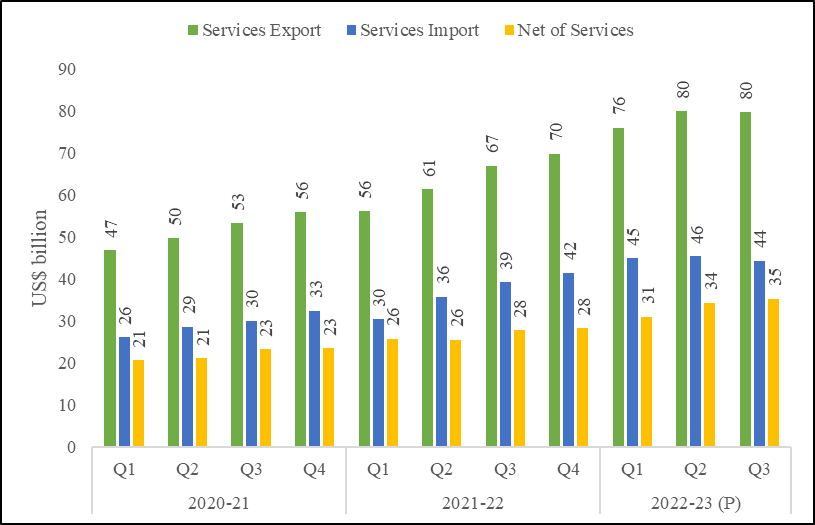 Services Export Services Import Net of Services
US$ billion
90
80
70
60
50
40
30
20
10
0
47 50 53 56 56 61 67 70 76 80 80
26 29 30 33 30 36 39 42 45 46 44
21 21 23 23 26 26 28 28 31 34 35
Q1 Q2 Q3 Q4 Q1 Q2 Q3 Q4 Q1 Q2 Q3
2020-21 2021-22 2022-23 (P)